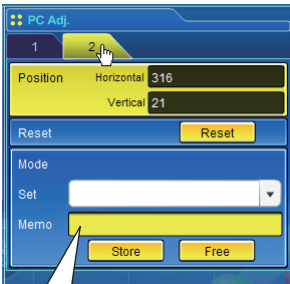 PC Adj.
1 2
Position Horizontal 316
Vertical 21
Reset Reset
Mode
Set
Memo
Store Free